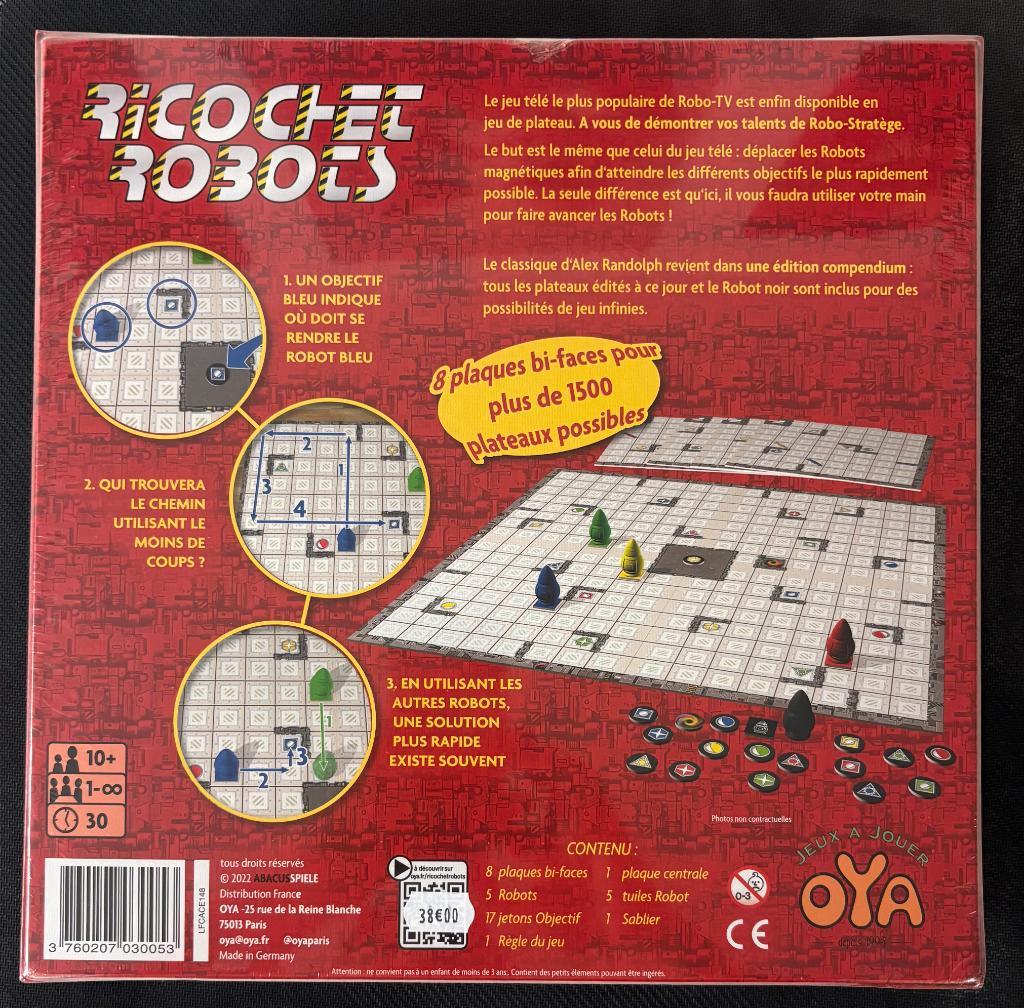 RICOCHET
ROBOTS
Le jeu télé le plus populaire de Robo-TV est enfin disponible en
jeu de plateau. A vous de démontrer vos talents de Robo-Stratège.
Le but est le même que celui du jeu télé : déplacer les Robots
magnétiques afin d'atteindre les différents objectifs le plus rapidement
possible. La seule différence est qu'ici, il vous faudra utiliser votre main
pour faire avancer les Robots !
Le classique d'Alex Randolph revient dans une édition compendium :
tous les plateaux édités à ce jour et le Robot noir sont inclus pour des
possibilités de jeu infinies.
1. UN OBJECTIF
BLEU INDIQUE
OÙ DOIT SE
RENDRE LE
ROBOT BLEU
8 plaques bi-faces pour
plus de 1500
plateaux possibles
2. QUI TROUVERA
LE CHEMIN
UTILISANT LE
MOINS DE
COUPS ?
2
1
3
4
3. EN UTILISANT LES
AUTRES ROBOTS,
UNE SOLUTION
PLUS RAPIDE
EXISTE SOUVENT
1
2
3
10+
1-∞
30
Photos non contractuelles
tous droits réservés
© 2022 ABACUSSPIELE
Distribution France
OYA -25 rue de la Reine Blanche
75013 Paris
oya@oya.fr @oyaparis
Made in Germany
3 760207 030053
LFCACE148
à découvrir sur
oya.fr/ricochetrobots
38€00
CONTENU :
8 plaques bi-faces
5 Robots
17 jetons Objectif
1 Règle du jeu
1 plaque centrale
5 tuiles Robot
1 Sablier
0-3
CE
JEUX A JOUER
OYA
depuis 1995
Attention : ne convient pas à un enfant de moins de 3 ans. Contient des petits éléments pouvant être ingérés.